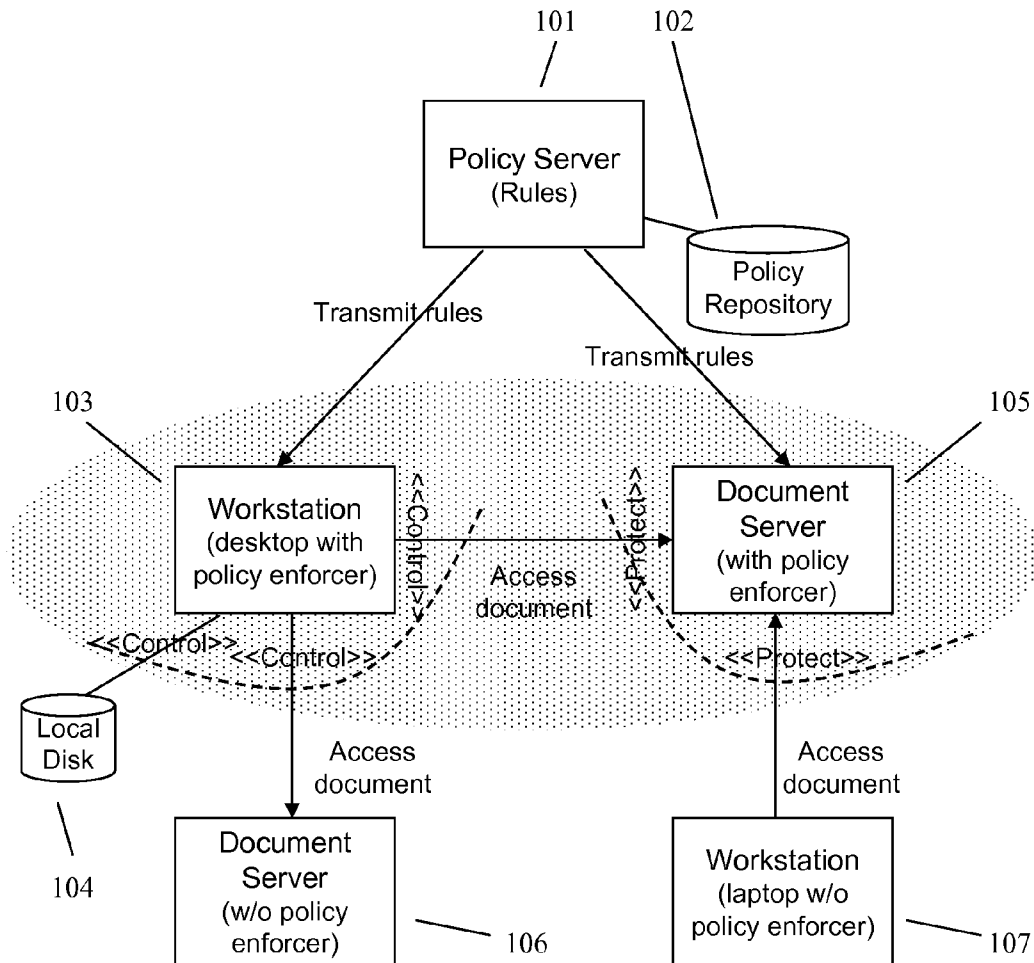 101
102
Policy Server
(Rules)
Policy
Repository
Transmit rules
Transmit rules
103
105
Workstation
(desktop with
policy enforcer)
<<Control>>
<<Protect>>
Document
Server
(with policy
enforcer)
Access
document
<<Control>>
<<Control>>
<<Protect>>
Local
Disk
Access
document
Access
document
104
Document
Server
(w/o policy
enforcer)
106
Workstation
(laptop w/o
policy enforcer)
107